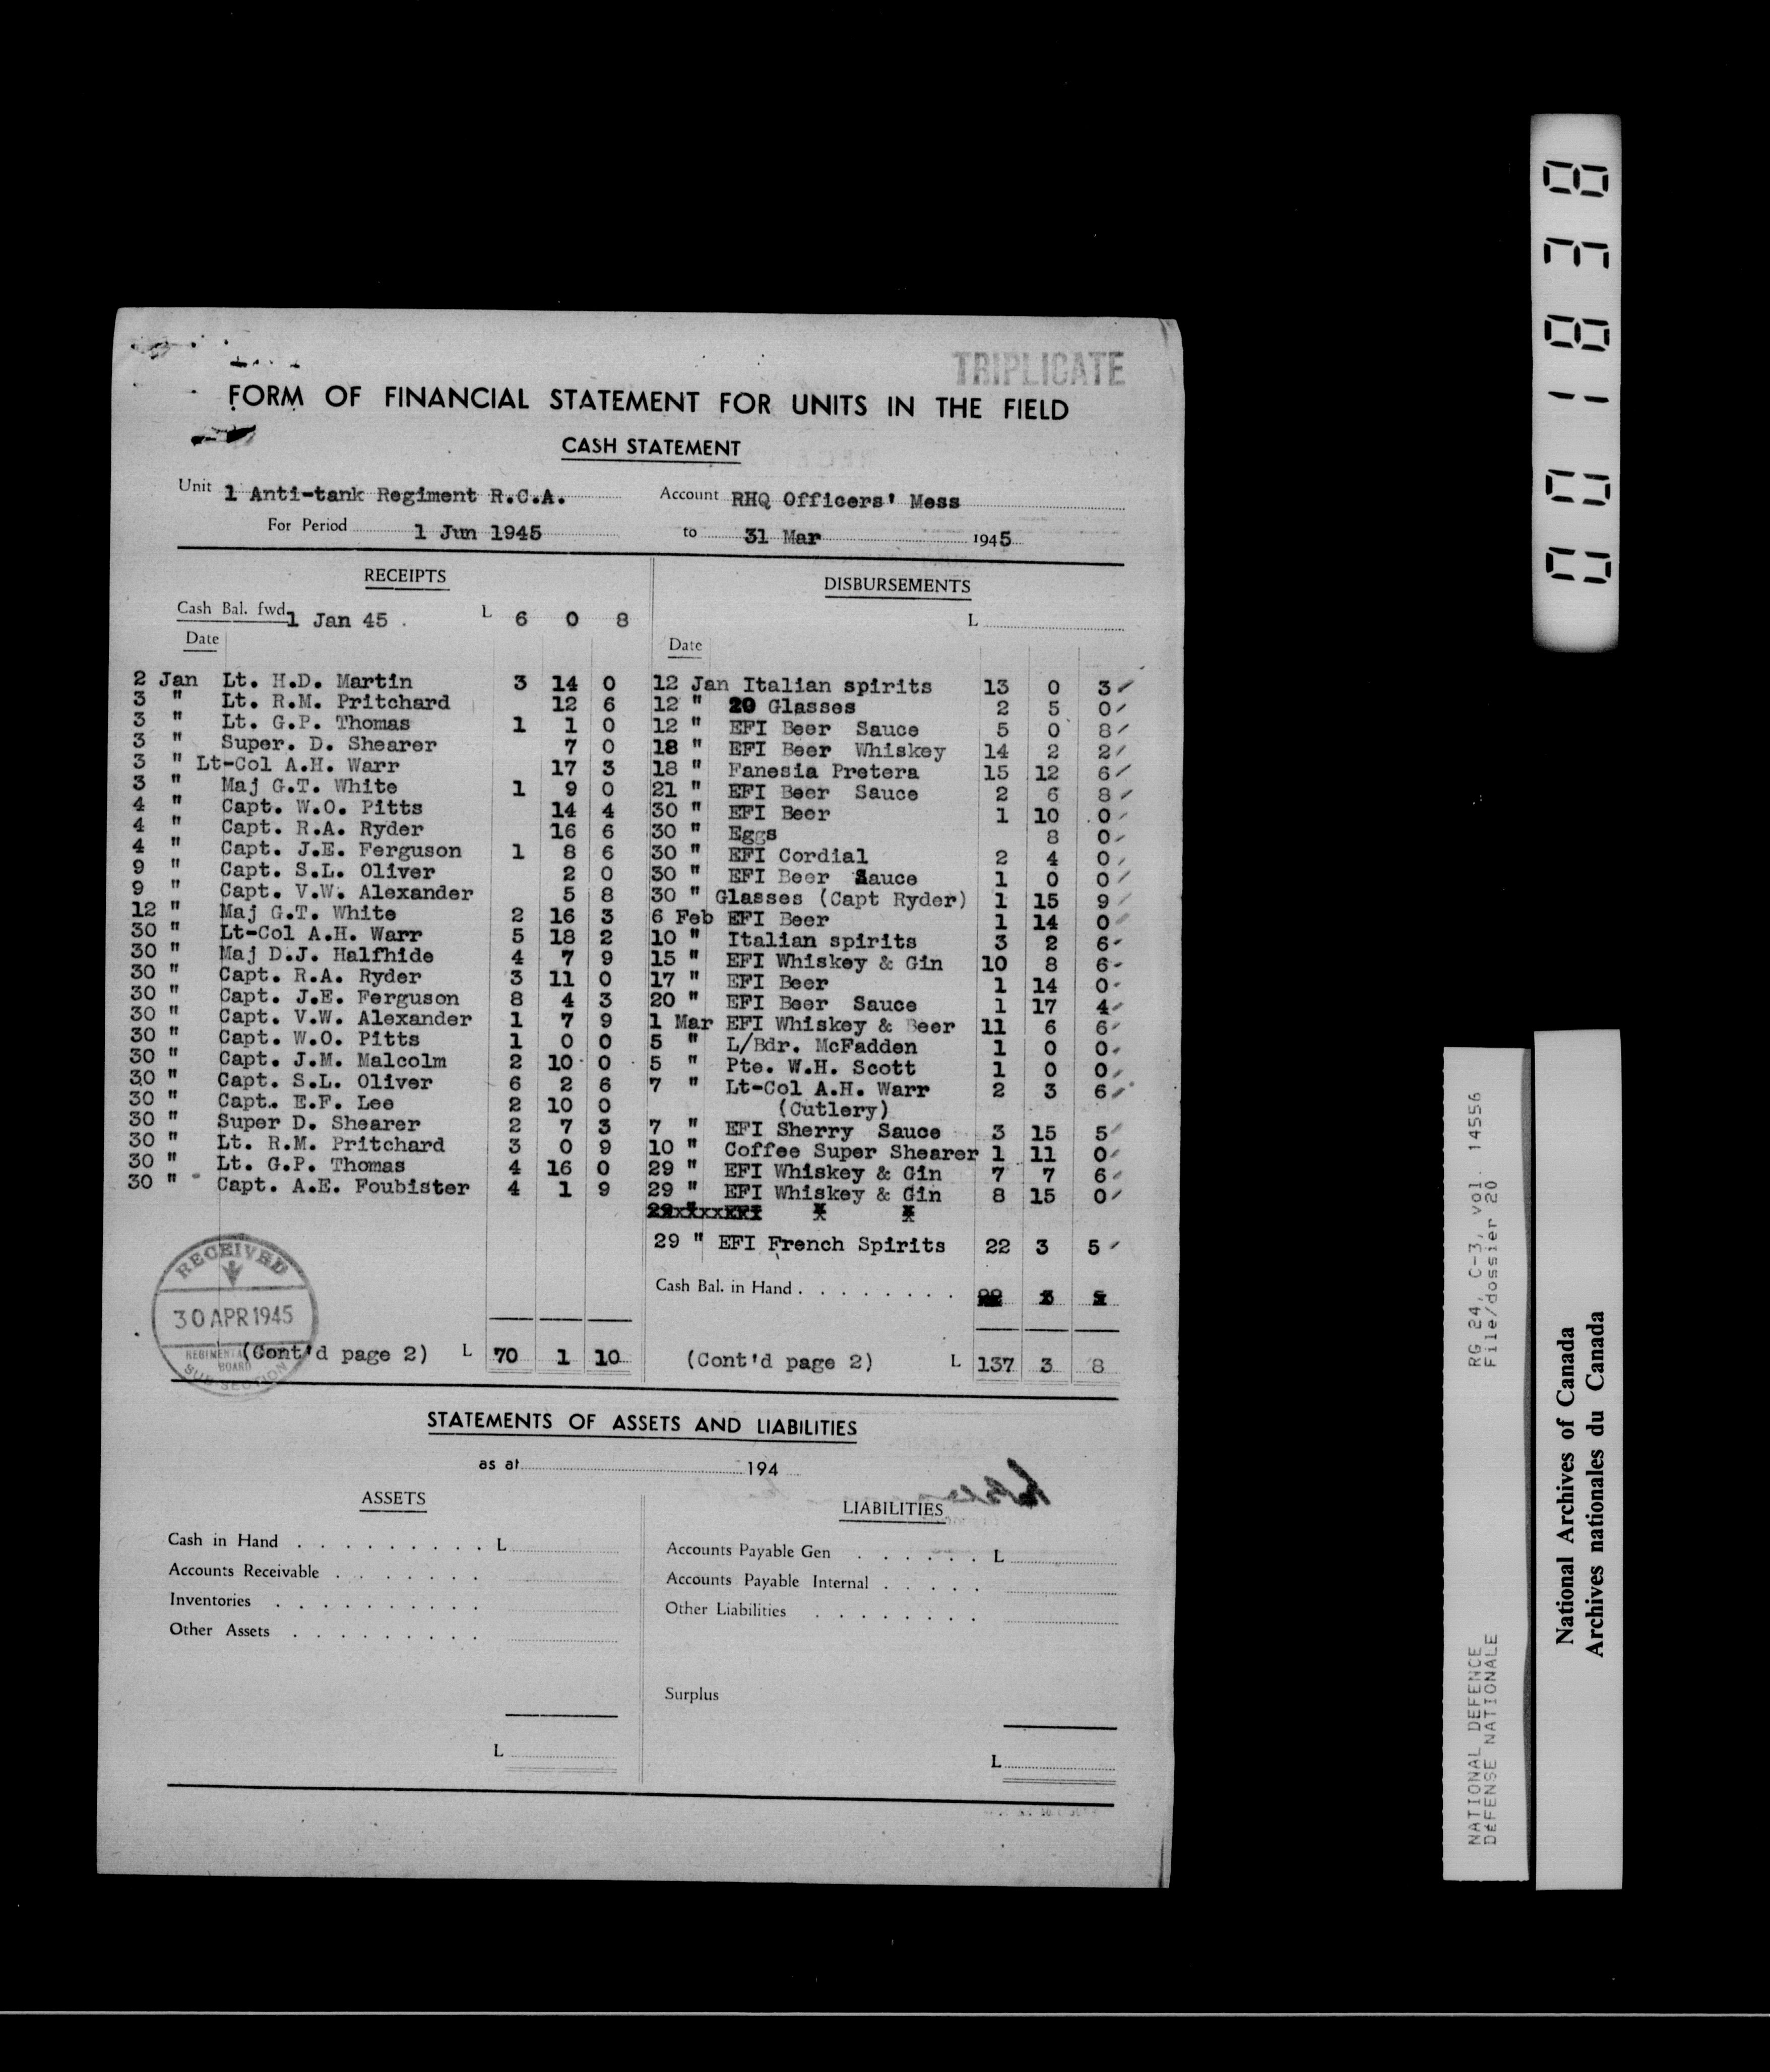 TRIPLICATE
FORM OF FINANCIAL STATEMENT FOR UNITS IN THE FIELD
CASH STATEMENT
Unit 1 Anti-tank Regiment R.C.A. Account RHQ Officers' Mess
For Period 1 Jun 1945 to 31 Mar 1945
RECEIPTS
Cash Bal. fwd. 1 Jan 45 . L 6 0 8
Date
2 Jan Lt. H.D. Martin 3 14 0
3 " Lt. R.M. Pritchard 12 6
3 " Lt. G.P. Thomas 1 1 0
3 " Super. D. Shearer 7 0
3 " Lt-Col A.H. Warr 17 3
3 " Maj G.T. White 1 9 0
4 " Capt. W.O. Pitts 14 4
4 " Capt. R.A. Ryder 16 6
4 " Capt. J.E. Ferguson 1 8 6
9 " Capt. S.L. Oliver 2 0
9 " Capt. V.W. Alexander 5 8
12 " Maj G.T. White 2 16 3
30 " Lt-Col A.H. Warr 5 18 2
30 " Maj D.J. Halfhide 4 7 9
30 " Capt. R.A. Ryder 3 11 0
30 " Capt. J.E. Ferguson 8 4 3
30 " Capt. V.W. Alexander 1 7 9
30 " Capt. W.O. Pitts 1 0 0
30 " Capt. J.M. Malcolm 2 10 0
30 " Capt. S.L. Oliver 6 2 6
30 " Capt. E.F. Lee 2 10 0
30 " Super D. Shearer 2 7 3
30 " Lt. R.M. Pritchard 3 0 9
30 " Lt. G.P. Thomas 4 16 0
30 " Capt. A.E. Foubister 4 1 9
RECEIVED
30 APR 1945
REGIMENTAL
BOARD
SUB SECTION
(Cont'd page 2) L 70 1 10
DISBURSEMENTS
L
Date
12 Jan Italian spirits 13 0 3
12 " 20 Glasses 2 5 0
12 " EFI Beer Sauce 5 0 8
18 " EFI Beer Whiskey 14 2 2
18 " Fanesia Pretera 15 12 6
21 " EFI Beer Sauce 2 6 8
30 " EFI Beer 1 10 0
30 " Eggs 8 0
30 " EFI Cordial 2 4 0
30 " EFI Beer Sauce 1 0 0
30 " Glasses (Capt Ryder) 1 15 9
6 Feb EFI Beer 1 14 0
10 " Italian spirits 3 2 6
15 " EFI Whiskey & Gin 10 8 6
17 " EFI Beer 1 14 0
20 " EFI Beer Sauce 1 17 4
1 Mar EFI Whiskey & Beer 11 6 6
5 " L/Bdr. McFadden 1 0 0
5 " Pte. W.H. Scott 1 0 0
7 " Lt-Col A.H. Warr 2 3 6
(Cutlery)
7 " EFI Sherry Sauce 3 15 5
10 " Coffee Super Shearer 1 11 0
29 " EFI Whiskey & Gin 7 7 6
29 " EFI Whiskey & Gin 8 15 0
29 " EFI French Spirits 22 3 5
Cash Bal. in Hand . . . . . . . .
(Cont'd page 2) L 137 3 8
STATEMENTS OF ASSETS AND LIABILITIES
as at 194
ASSETS
Cash in Hand . . . . . . . . . L
Accounts Receivable . . . . . . .
Inventories . . . . . . . . . .
Other Assets . . . . . . . . .
L
LIABILITIES
Accounts Payable Gen . . . . . . L
Accounts Payable Internal . . . . .
Other Liabilities . . . . . . . .
Surplus
L
001838
RG 24, C-3, vol. 14556
File/dossier 20
NATIONAL DEFENCE
DÉFENSE NATIONALE
National Archives of Canada
Archives nationales du Canada